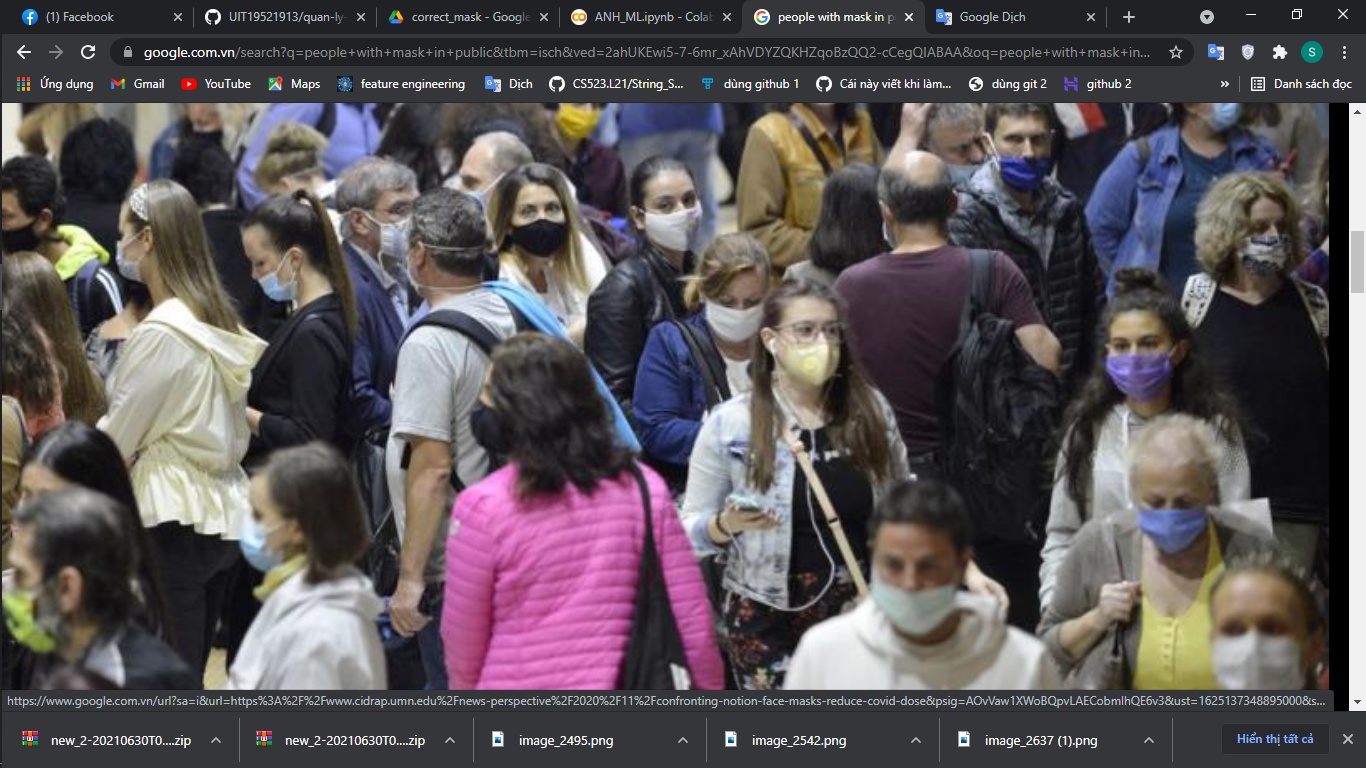 (1) Facebook
UIT19521913/quan-ly-
correct_mask - Google
ANH_ML.ipynb - Colab
people with mask in p
Google Dịch
google.com.vn/search?q=people+with+mask+in+public&tbm=isch&ved=2ahUKEwi5-7-6mr_xAhVDYZQKHZqoBzQQ2-cCegQIABAA&oq=people+with+mask+in...
S
Ứng dụng
Gmail
YouTube
Maps
feature engineering
Dịch
CS523.L21/String_S...
dùng github 1
Cái này viết khi làm...
dùng git 2
github 2
»
Danh sách đọc
https://www.google.com.vn/url?sa=i&url=https%3A%2F%2Fwww.cidrap.umn.edu%2Fnews-perspective%2F2020%2F11%2Fconfronting-notion-face-masks-reduce-covid-dose&psig=AOvVaw1XWoBQpvLAECobmlhQE6v3&ust=1625137348895000&s...
new_2-20210630T0....zip
new_2-20210630T0....zip
image_2495.png
image_2542.png
image_2637 (1).png
Hiển thị tất cả